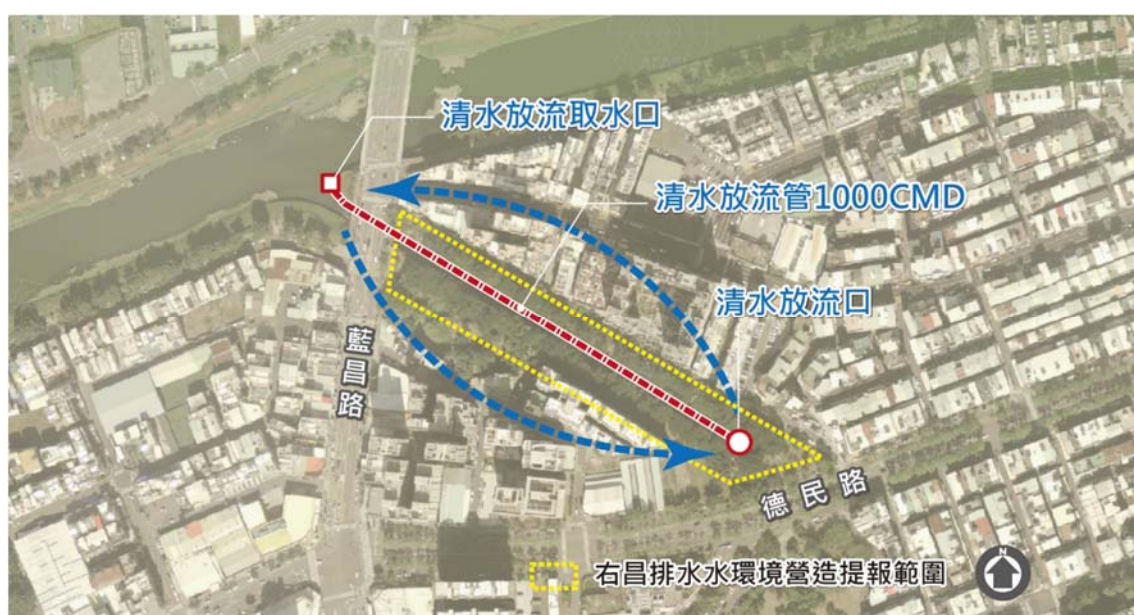 清水放流取水口
清水放流管1000CMD
清水放流口
藍昌路
德民路
右昌排水水環境營造提報範圍
N